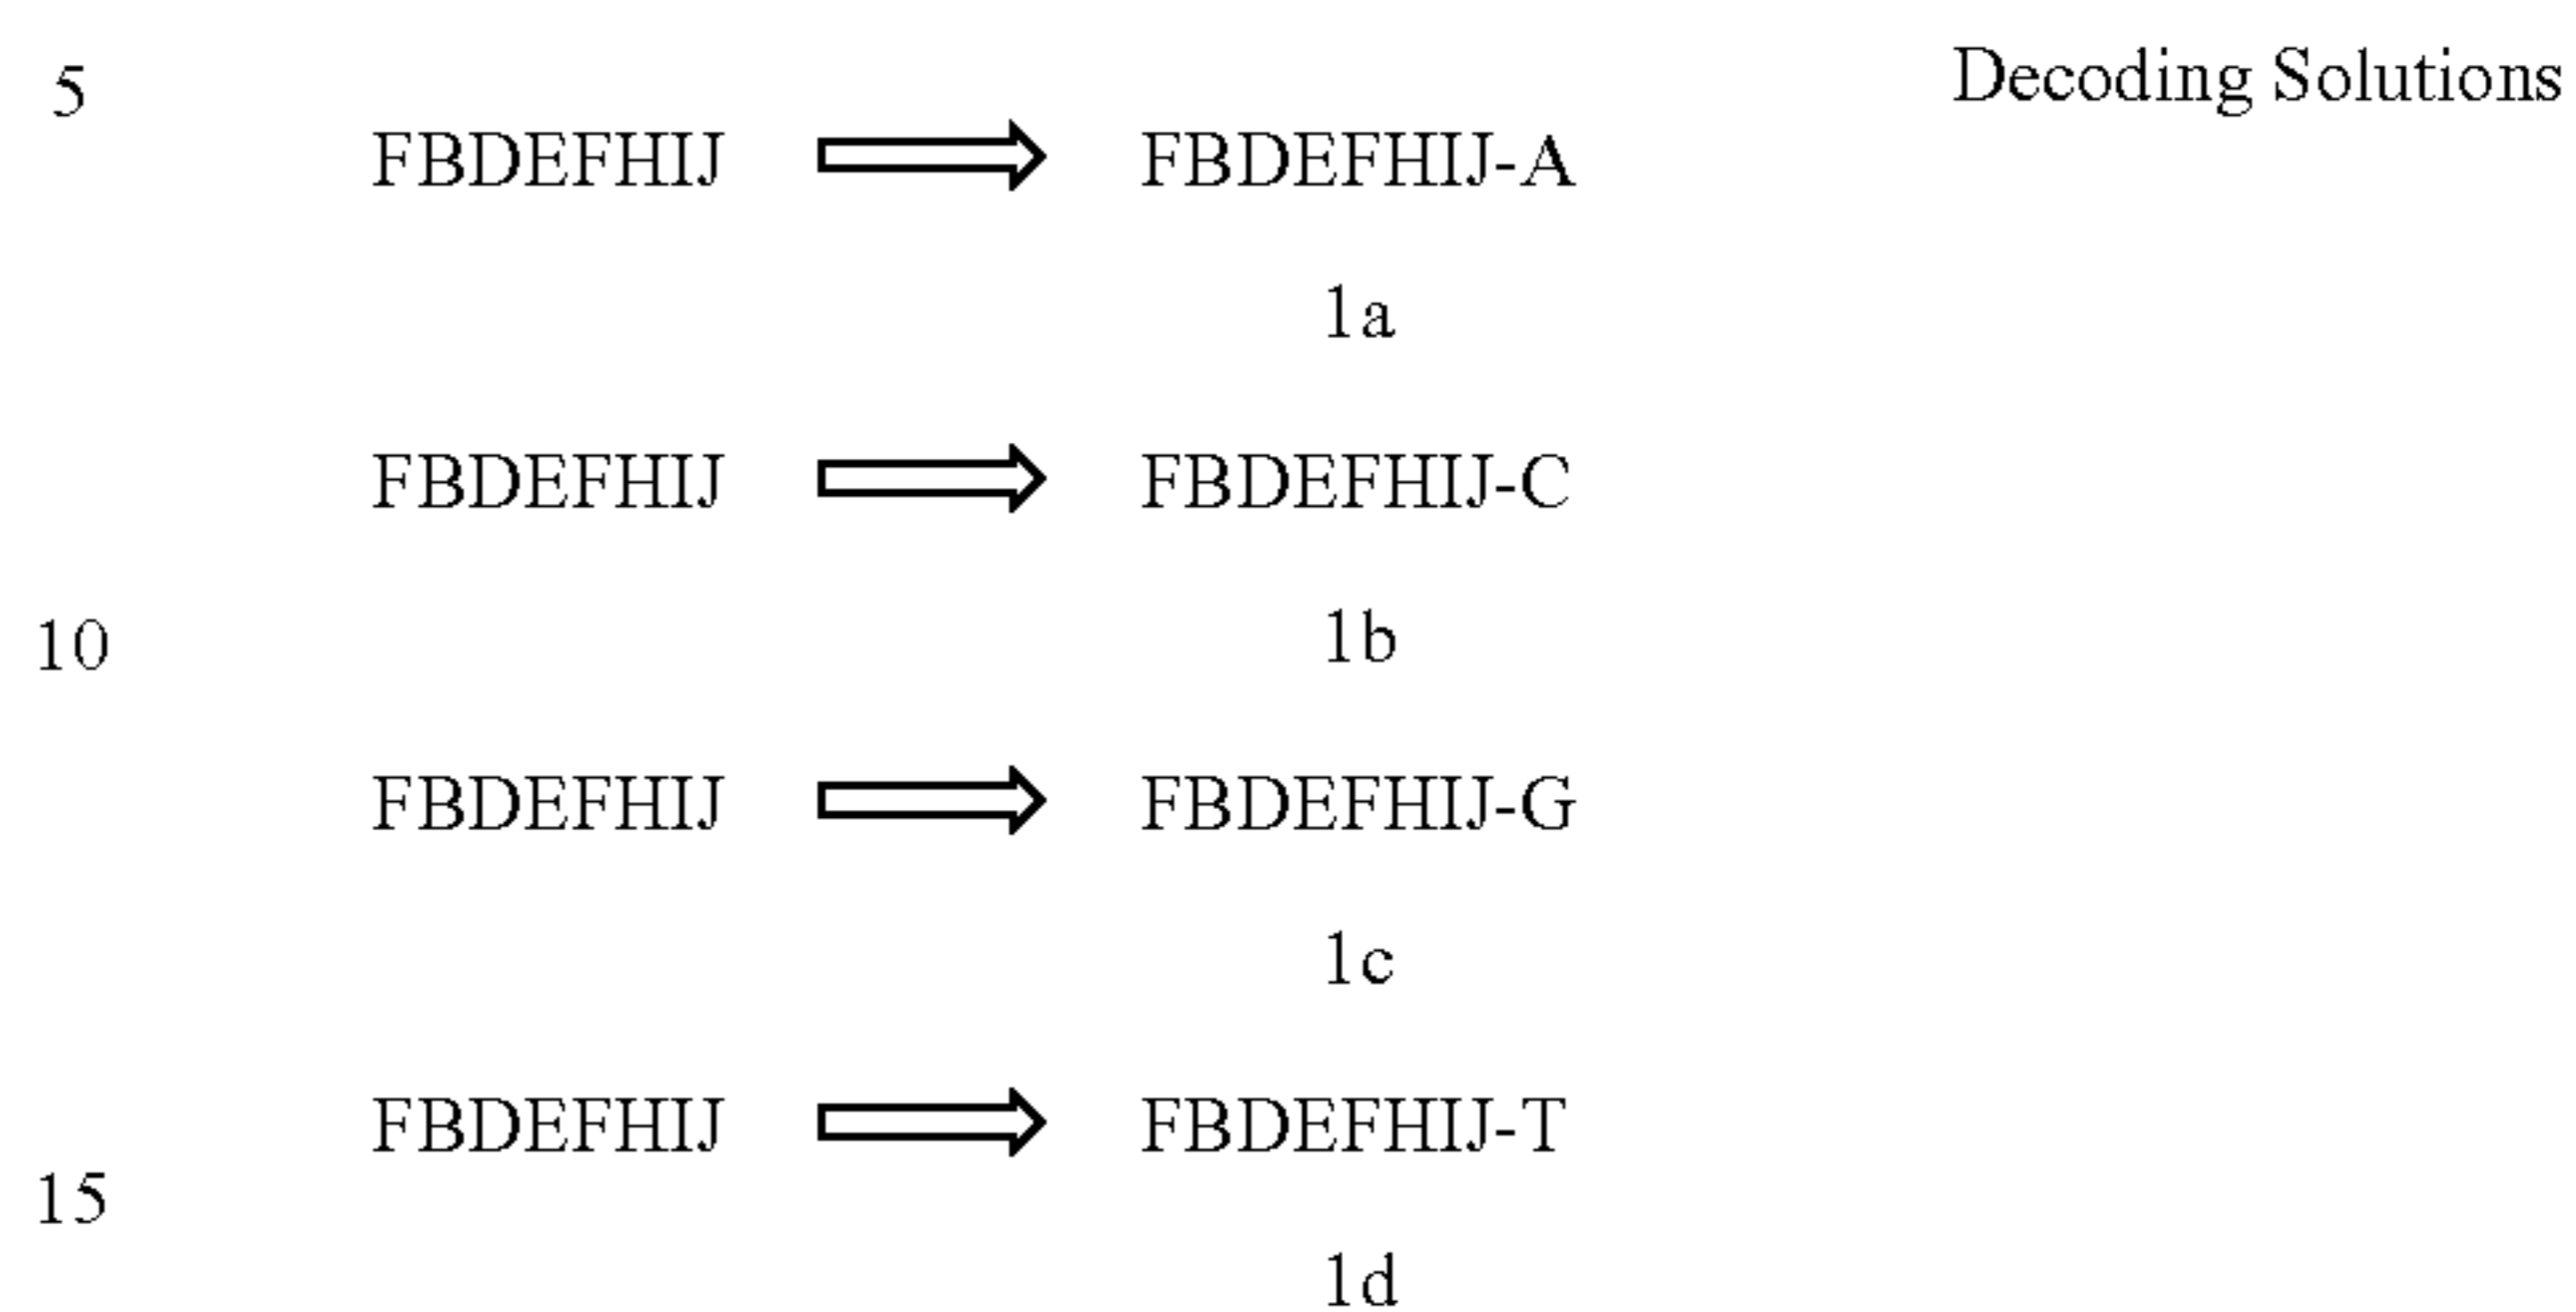 5 Decoding Solutions
FBDEFHIJ FBDEFHIJ-A
1a
FBDEFHIJ FBDEFHIJ-C
10 1b
FBDEFHIJ FBDEFHIJ-G
1c
FBDEFHIJ FBDEFHIJ-T
15
1d